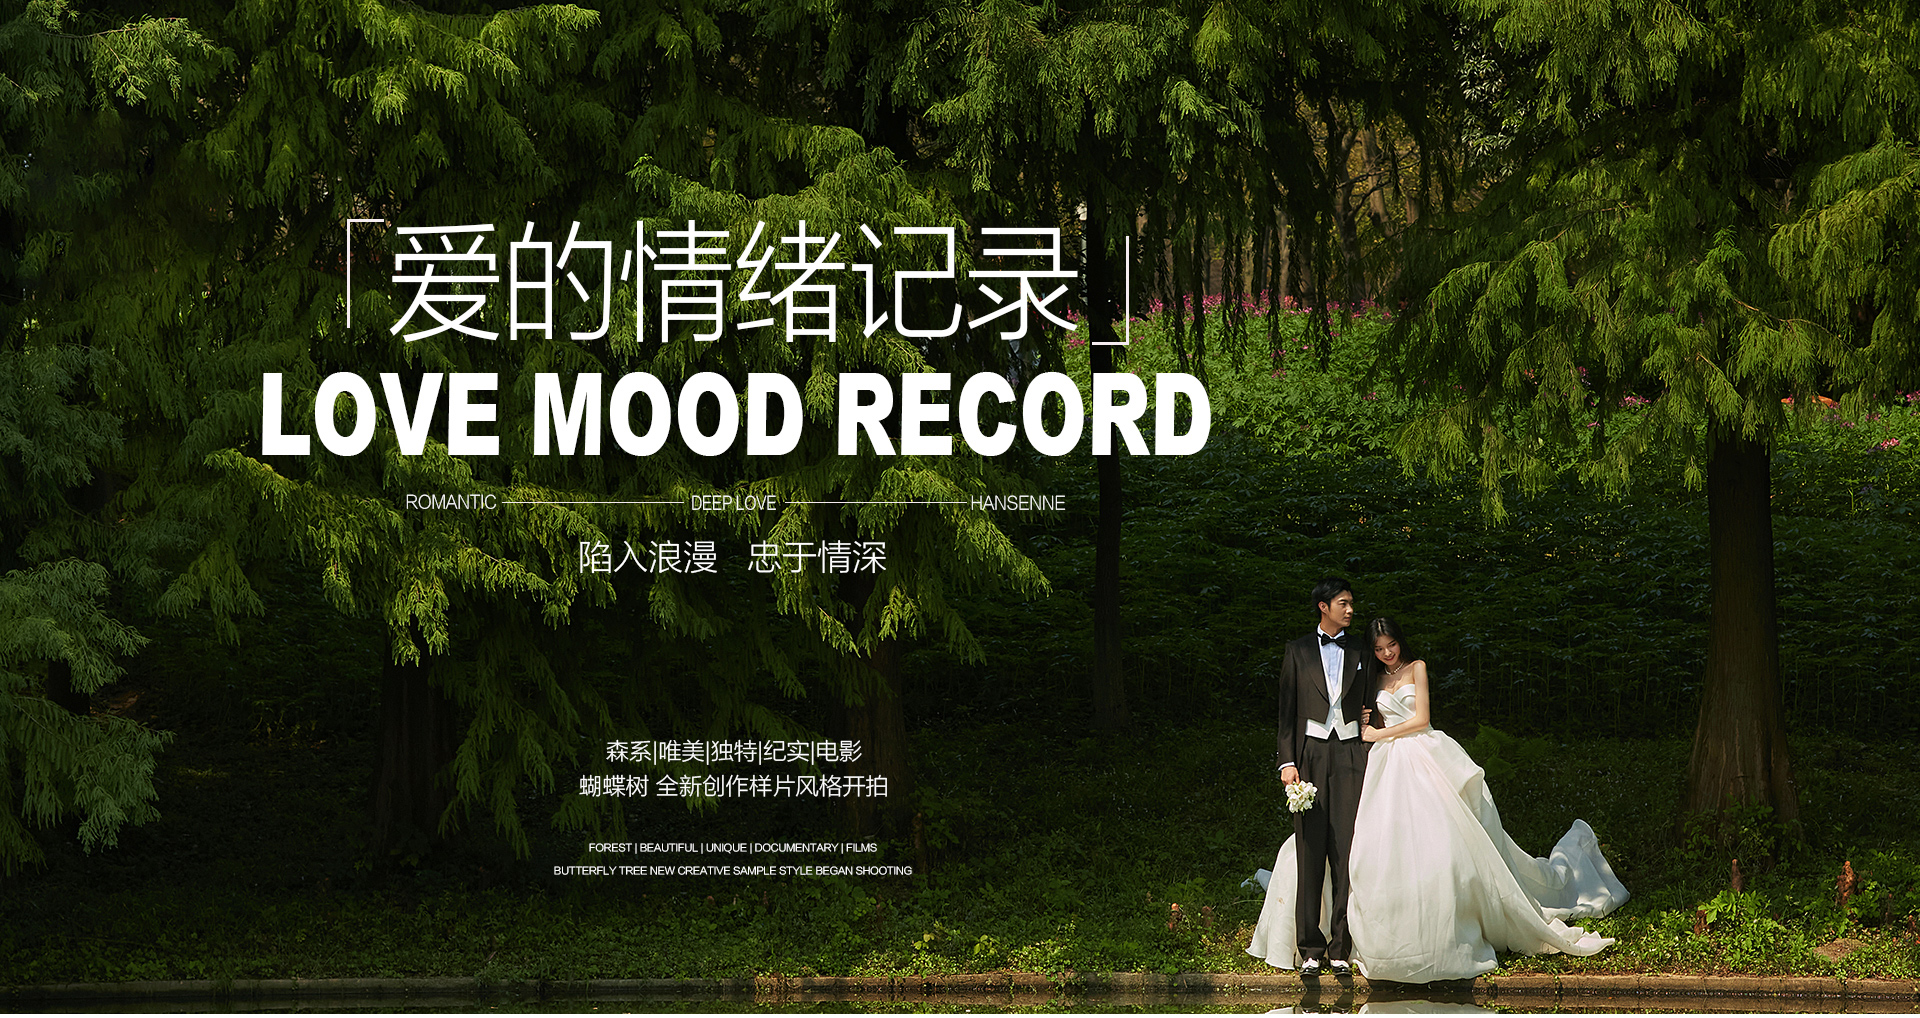 「爱的情绪记录」
LOVE MOOD RECORD
ROMANTIC DEEP LOVE HANSENNE
陷入浪漫 忠于情深
森系|唯美|独特|纪实|电影
蝴蝶树 全新创作样片风格开拍
FOREST | BEAUTIFUL | UNIQUE | DOCUMENTARY | FILMS
BUTTERFLY TREE NEW CREATIVE SAMPLE STYLE BEGAN SHOOTING